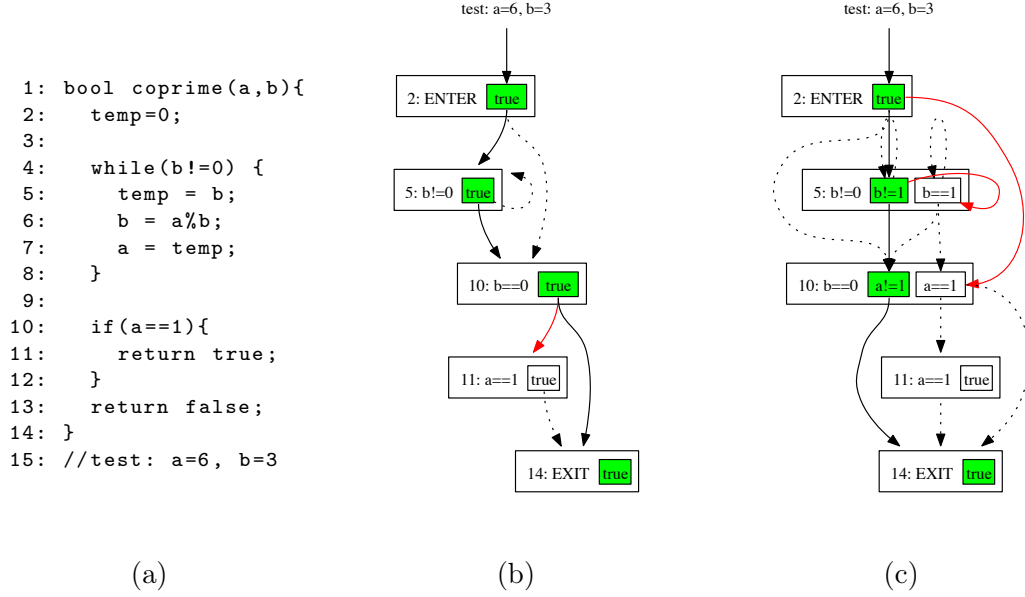 1: bool coprime(a,b){
2:   temp=0;
3:
4:   while(b!=0) {
5:     temp = b;
6:     b = a%b;
7:     a = temp;
8:   }
9:
10:   if(a==1){
11:     return true;
12:   }
13:   return false;
14: }
15: //test: a=6, b=3
(a)
test: a=6, b=3
2: ENTER true
5: b!=0 true
10: b==0 true
11: a==1 true
14: EXIT true
(b)
test: a=6, b=3
2: ENTER true
5: b!=0 b!=1 b==1
10: b==0 a!=1 a==1
11: a==1 true
14: EXIT true
(c)